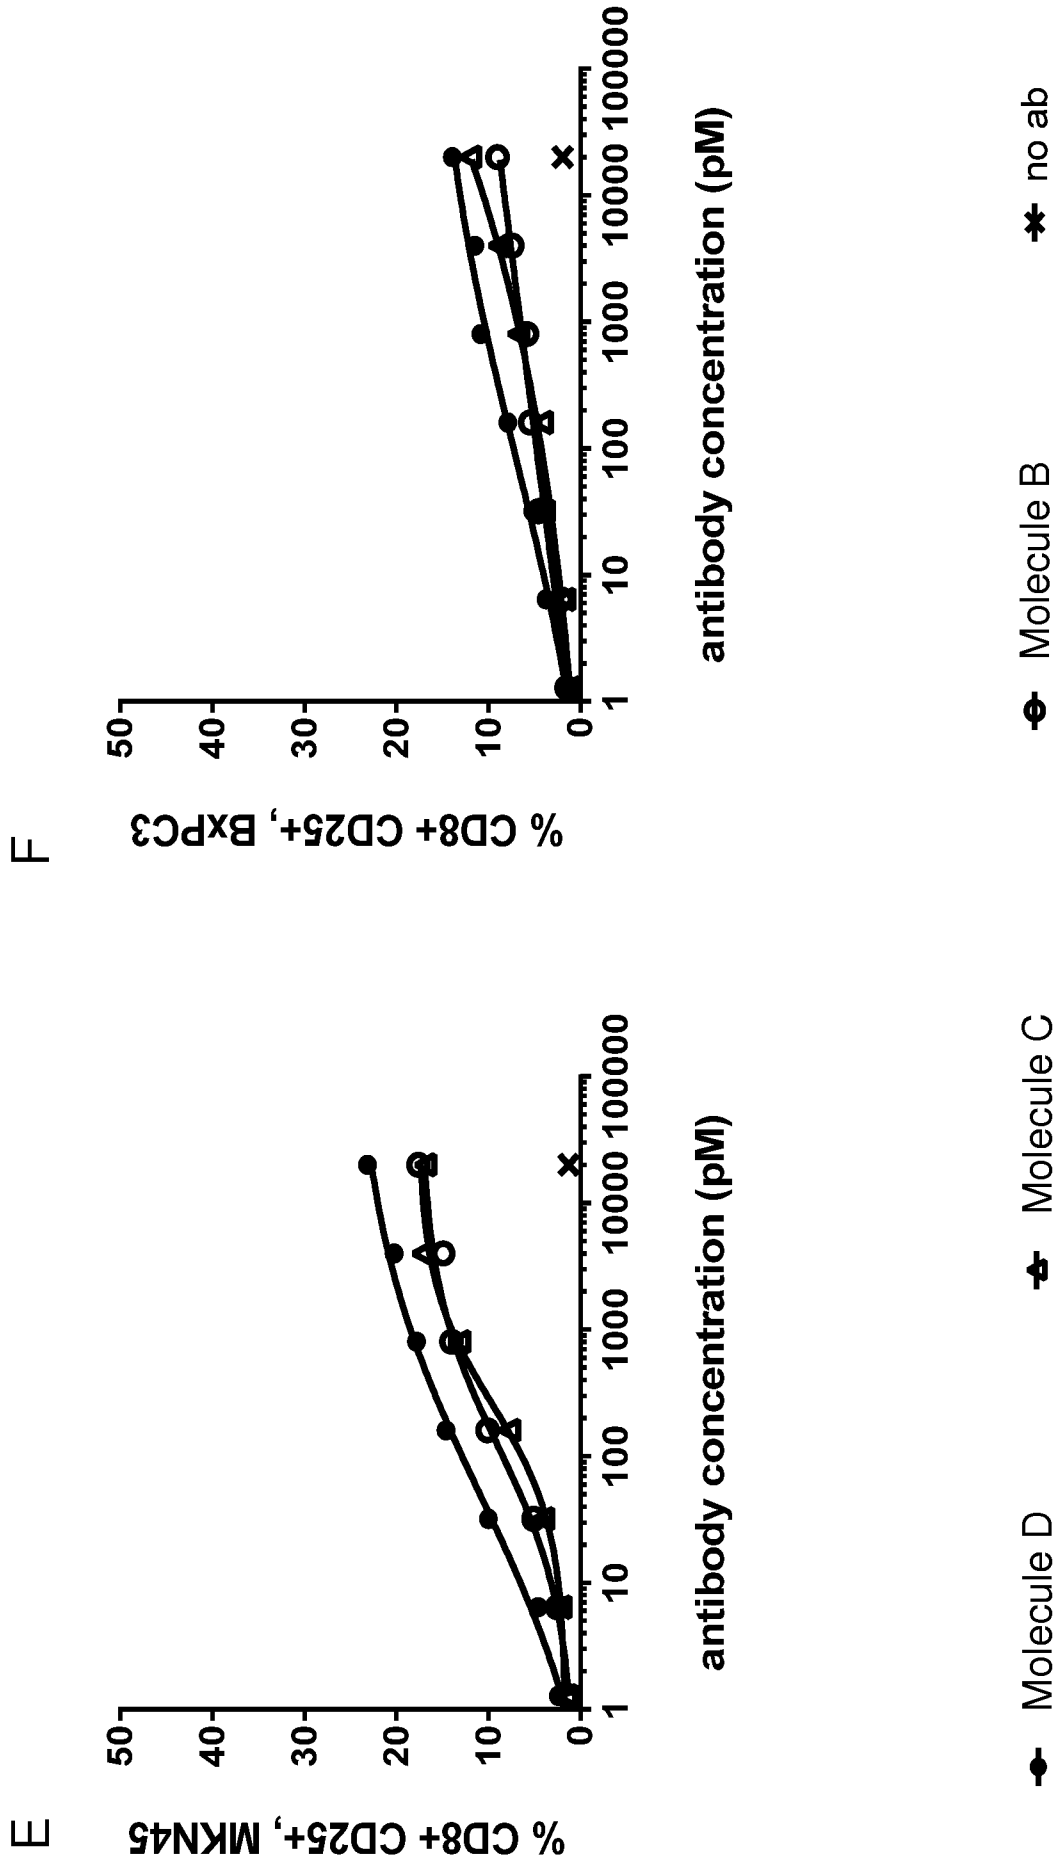 E
% CD8+ CD25+, MKN45
50
40
30
20
10
0
1 10 100 1000 10000 100000
antibody concentration (pM)
F
% CD8+ CD25+, BxPC3
50
40
30
20
10
0
1 10 100 1000 10000 100000
antibody concentration (pM)
Molecule D
Molecule C
Molecule B
no ab